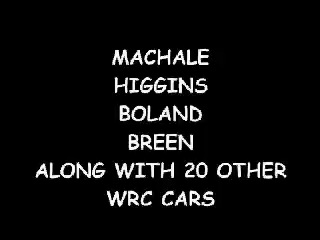 MACHALE
HIGGINS
BOLAND
BREEN
ALONG WITH 20 OTHER
WRC CARS